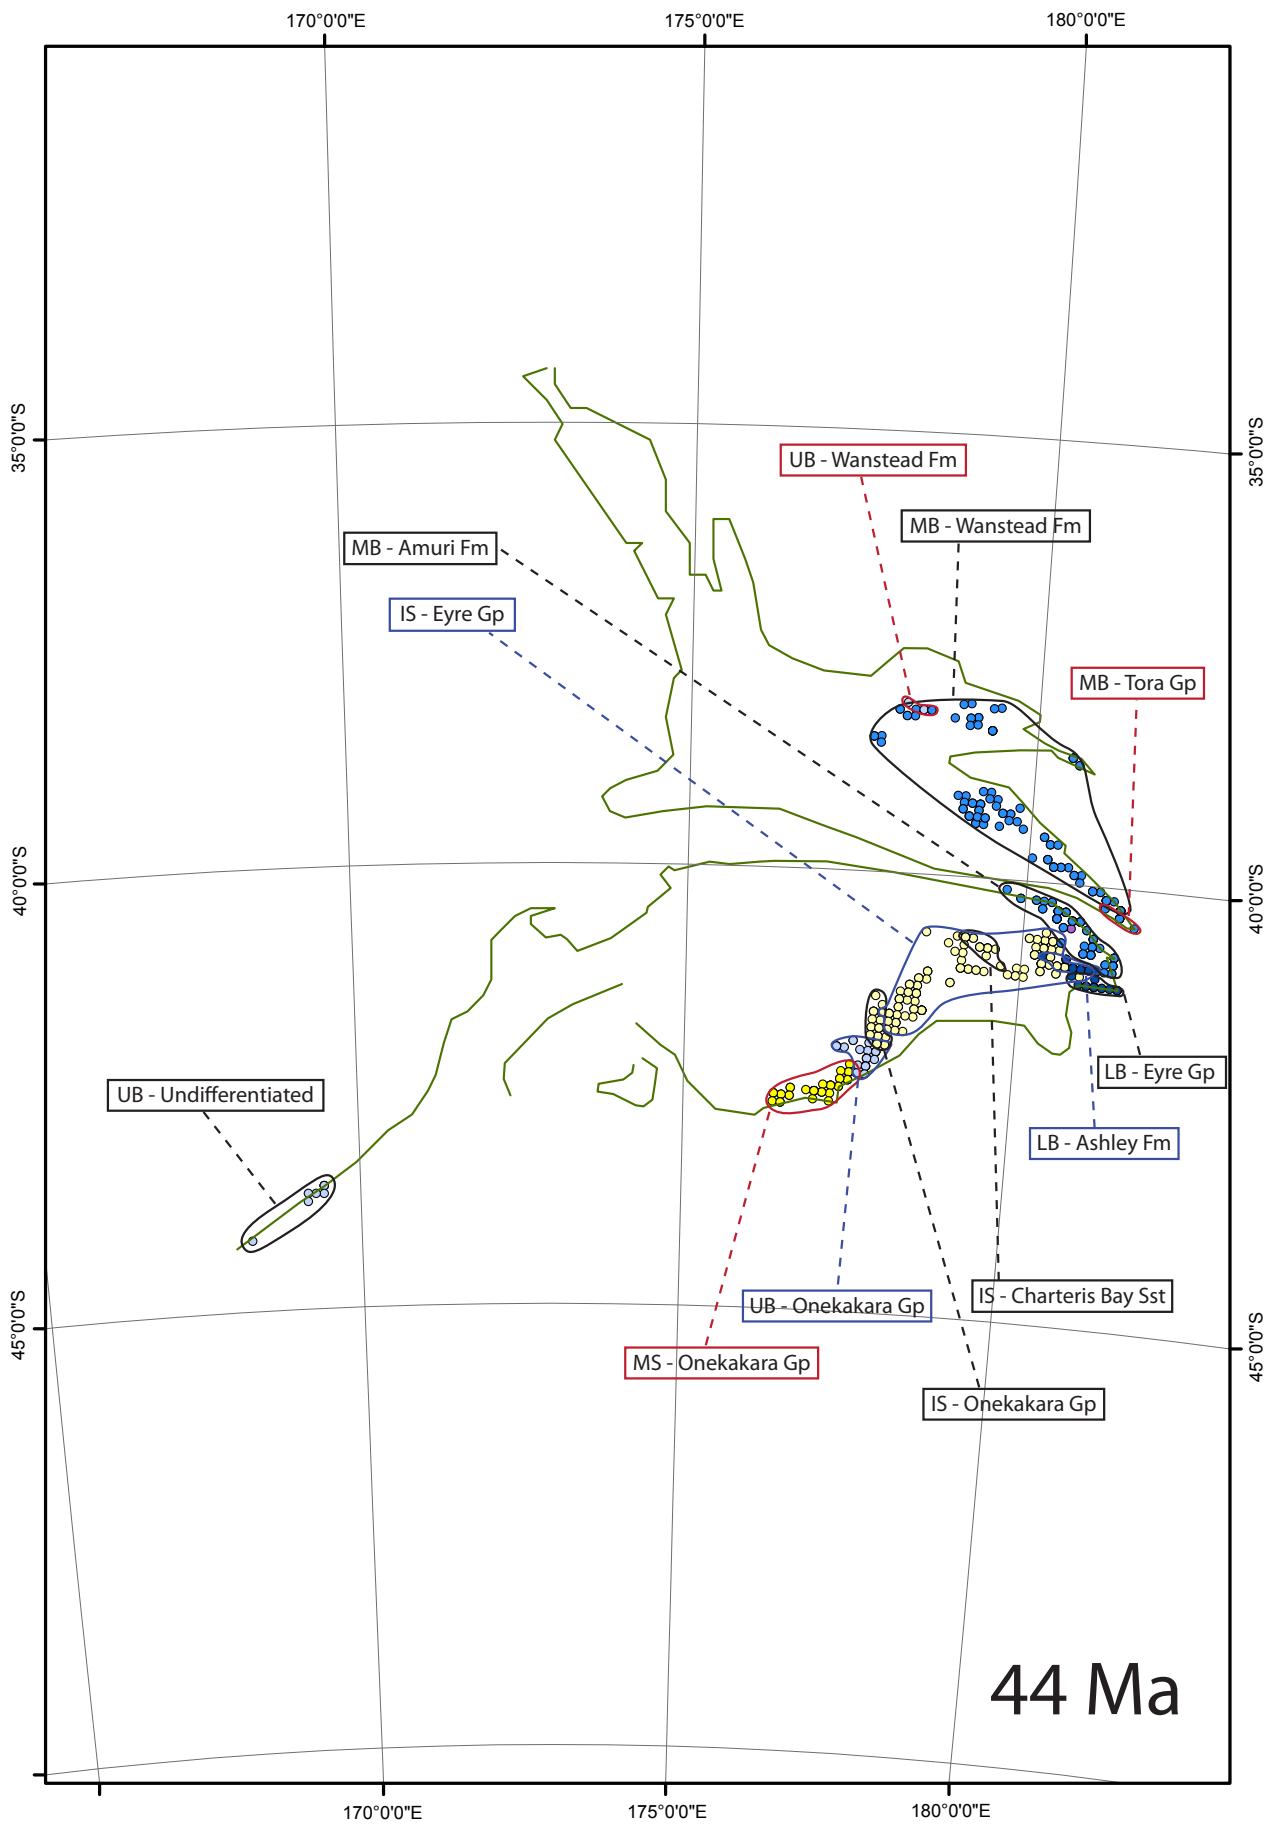 170°0'0"E
175°0'0"E
180°0'0"E
35°0'0"S
35°0'0"S
UB - Wanstead Fm
MB - Wanstead Fm
MB - Amuri Fm
IS - Eyre Gp
MB - Tora Gp
40°0'0"S
40°0'0"S
LB - Eyre Gp
UB - Undifferentiated
LB - Ashley Fm
IS - Charteris Bay Sst
UB - Onekakara Gp
45°0'0"S
45°0'0"S
MS - Onekakara Gp
IS - Onekakara Gp
44 Ma
170°0'0"E
175°0'0"E
180°0'0"E